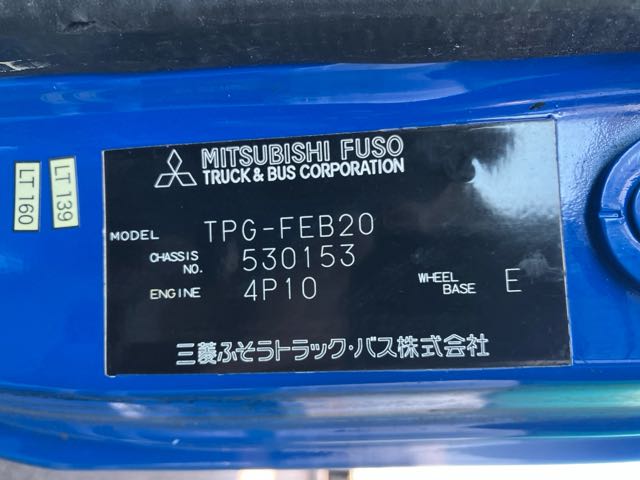 MITSUBISHI FUSO
TRUCK & BUS CORPORATION
LT 139
LT 160
MODEL TPG-FEB20
CHASSIS NO. 530153
ENGINE 4P10 WHEEL BASE E
三菱ふそうトラック・バス株式会社